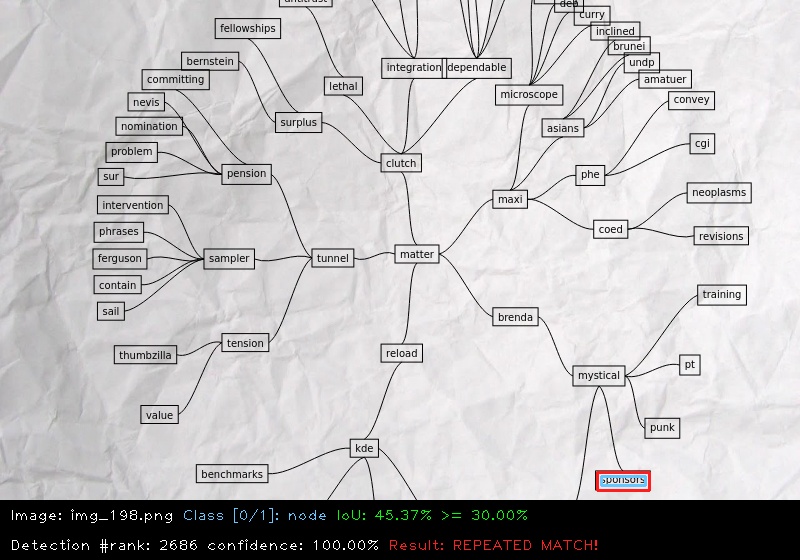 antitrust
deb
curry
fellowships
inclined
brunei
bernstein
integration
dependable
undp
committing
amatuer
lethal
microscope
nevis
convey
nomination
surplus
asians
cgi
problem
clutch
sur
pension
phe
neoplasms
intervention
maxi
phrases
coed
revisions
ferguson
sampler
tunnel
matter
contain
training
sail
brenda
tension
reload
thumbzilla
pt
mystical
value
punk
kde
benchmarks
sponsors
Image: img_198.png Class [0/1]: node IoU: 45.37% >= 30.00%
Detection #rank: 2686 confidence: 100.00% Result: REPEATED MATCH!